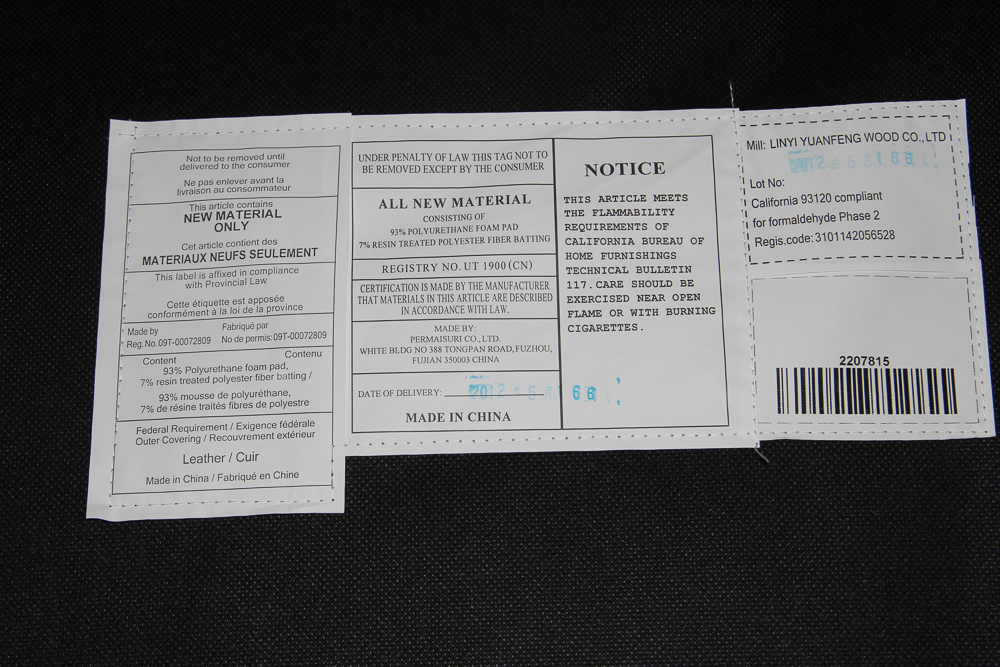 Not to be removed until
delivered to the consumer
Ne pas enlever avant la
livraison au consommateur
This article contains
NEW MATERIAL
ONLY
Cet article contient des
MATERIAUX NEUFS SEULEMENT
This label is affixed in compliance
with Provincial Law
Cette étiquette est apposée
conformément à la loi de la province
Made by Fabriqué par
Reg. No. 09T-00072809 No de permis: 09T-00072809
Content Contenu
93% Polyurethane foam pad,
7% resin treated polyester fiber batting /
93% mousse de polyuréthane,
7% de résine traités fibres de polyestre
Federal Requirement / Exigence fédérale
Outer Covering / Recouvrement extérieur
Leather / Cuir
Made in China / Fabriqué en Chine
UNDER PENALTY OF LAW THIS TAG NOT TO
BE REMOVED EXCEPT BY THE CONSUMER
ALL NEW MATERIAL
CONSISTING OF
93% POLYURETHANE FOAM PAD
7% RESIN TREATED POLYESTER FIBER BATTING
REGISTRY NO. UT 1900 (CN)
CERTIFICATION IS MADE BY THE MANUFACTURER
THAT MATERIALS IN THIS ARTICLE ARE DESCRIBED
IN ACCORDANCE WITH LAW.
MADE BY:
PERMAISURI CO., LTD.
WHITE BLDG NO 388 TONGPAN ROAD, FUZHOU,
FUJIAN 350003 CHINA
DATE OF DELIVERY: 2012
MADE IN CHINA
NOTICE
THIS ARTICLE MEETS
THE FLAMMABILITY
REQUIREMENTS OF
CALIFORNIA BUREAU OF
HOME FURNISHINGS
TECHNICAL BULLETIN
117. CARE SHOULD BE
EXERCISED NEAR OPEN
FLAME OR WITH BURNING
CIGARETTES.
Mill: LINYI YUANFENG WOOD CO., LTD
Lot No:
California 93120 compliant
for formaldehyde Phase 2
Regis.code: 3101142056528
2207815